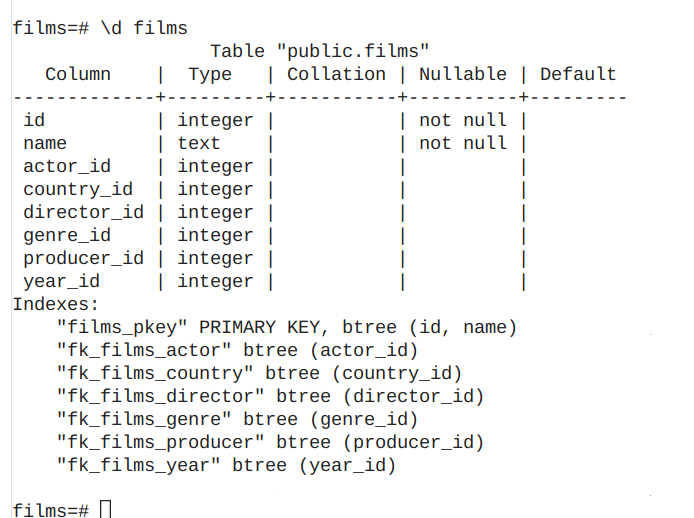 films=# \d films
                  Table "public.films"
   Column    |  Type   | Collation | Nullable | Default
-------------+---------+-----------+----------+---------
 id          | integer |           | not null |
 name        | text    |           | not null |
 actor_id    | integer |           |          |
 country_id  | integer |           |          |
 director_id | integer |           |          |
 genre_id    | integer |           |          |
 producer_id | integer |           |          |
 year_id     | integer |           |          |
Indexes:
    "films_pkey" PRIMARY KEY, btree (id, name)
    "fk_films_actor" btree (actor_id)
    "fk_films_country" btree (country_id)
    "fk_films_director" btree (director_id)
    "fk_films_genre" btree (genre_id)
    "fk_films_producer" btree (producer_id)
    "fk_films_year" btree (year_id)

films=#